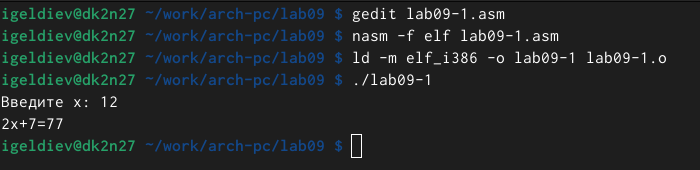 igeldiev@dk2n27 ~/work/arch-pc/lab09 $ gedit lab09-1.asm
igeldiev@dk2n27 ~/work/arch-pc/lab09 $ nasm -f elf lab09-1.asm
igeldiev@dk2n27 ~/work/arch-pc/lab09 $ ld -m elf_i386 -o lab09-1 lab09-1.o
igeldiev@dk2n27 ~/work/arch-pc/lab09 $ ./lab09-1
Введите x: 12
2x+7=77
igeldiev@dk2n27 ~/work/arch-pc/lab09 $